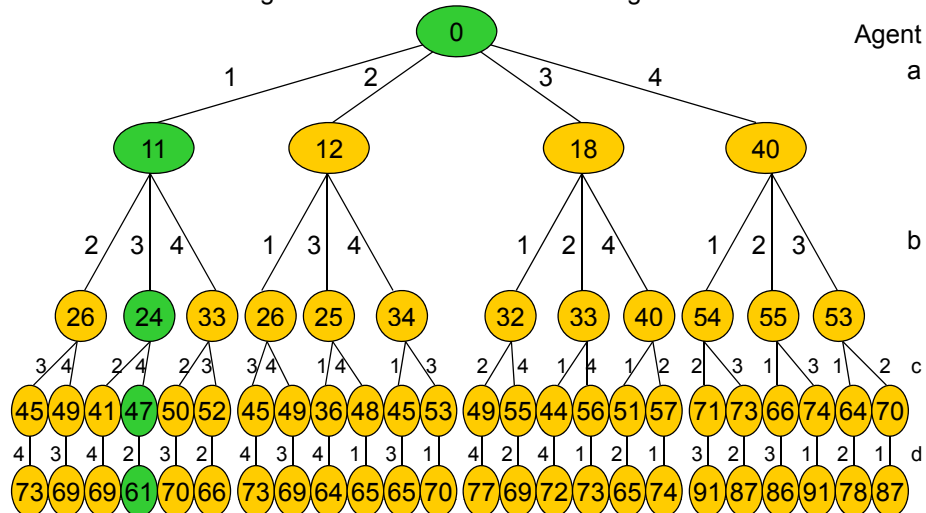 0
Agent
1 2 3 4 a
11 12 18 40
2 3 4 1 3 4 1 2 4 1 2 3 b
26 24 33 26 25 34 32 33 40 54 55 53
3 4 2 4 2 3 3 4 1 4 1 3 2 4 1 4 1 2 2 3 1 3 1 2 c
45 49 41 47 50 52 45 49 36 48 45 53 49 55 44 56 51 57 71 73 66 74 64 70
4 3 4 2 3 2 4 3 4 1 3 1 4 2 4 1 2 1 3 2 3 1 2 1 d
73 69 69 61 70 66 73 69 64 65 65 70 77 69 72 73 65 74 91 87 86 91 78 87